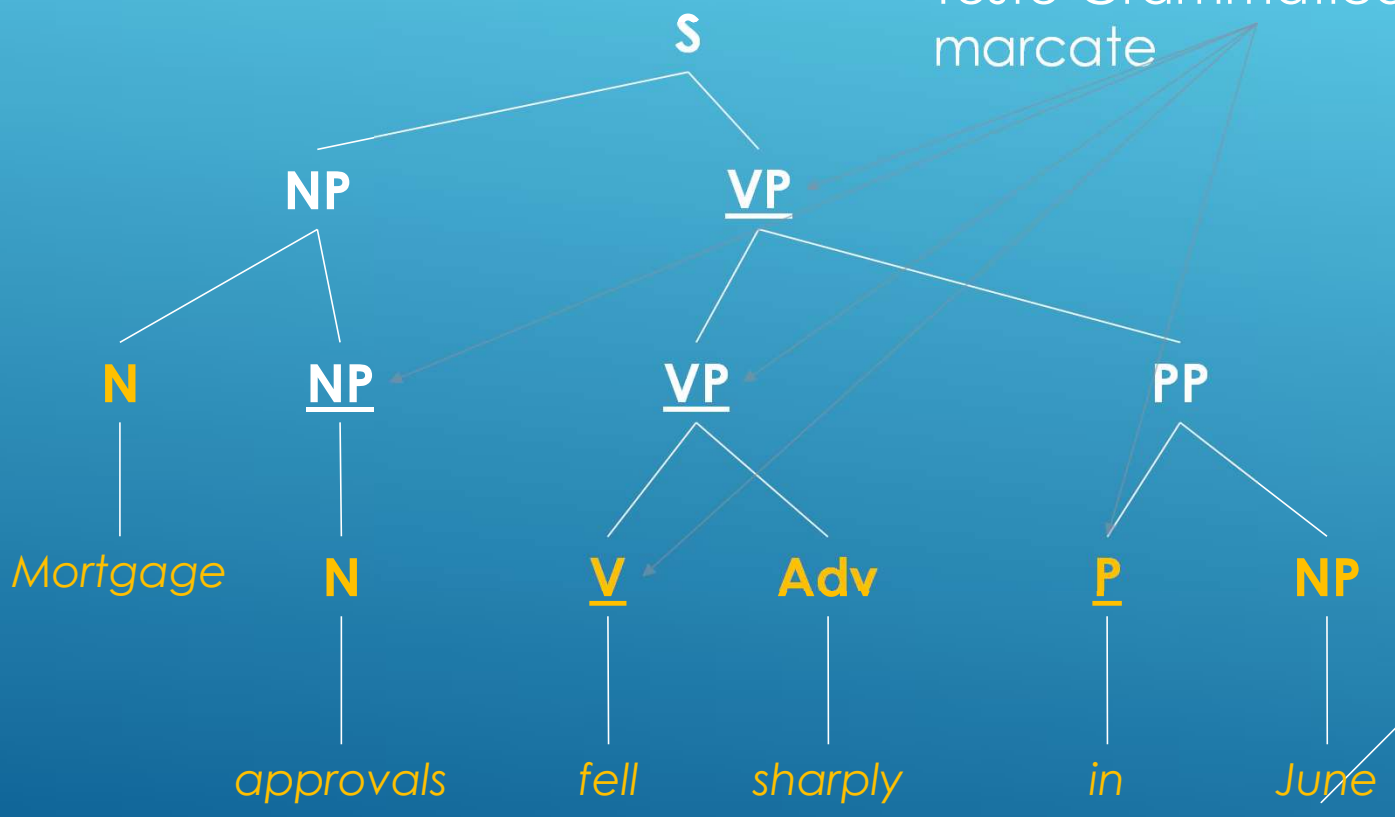 marcate
S
NP VP
N NP VP PP
Mortgage N V Adv P NP
approvals fell sharply in June